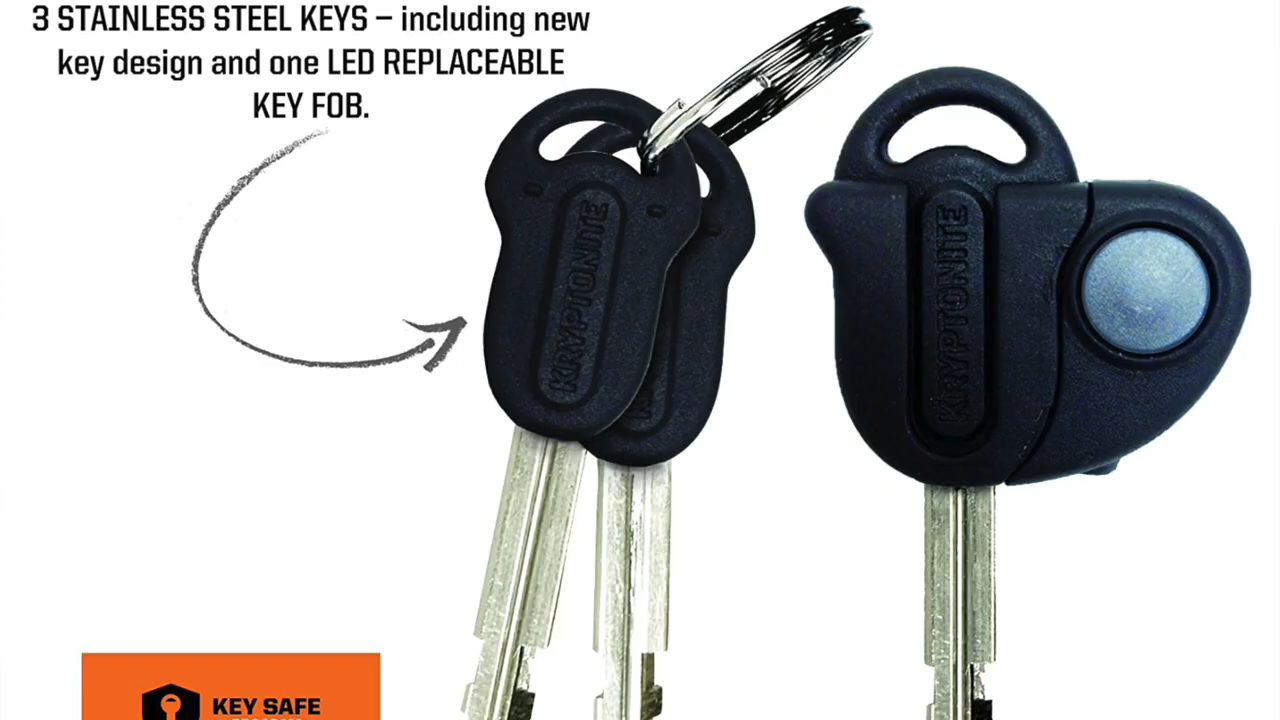 3 STAINLESS STEEL KEYS – including new
key design and one LED REPLACEABLE
KEY FOB.
KRYPTONITE
KRYPTONITE
KEY SAFE